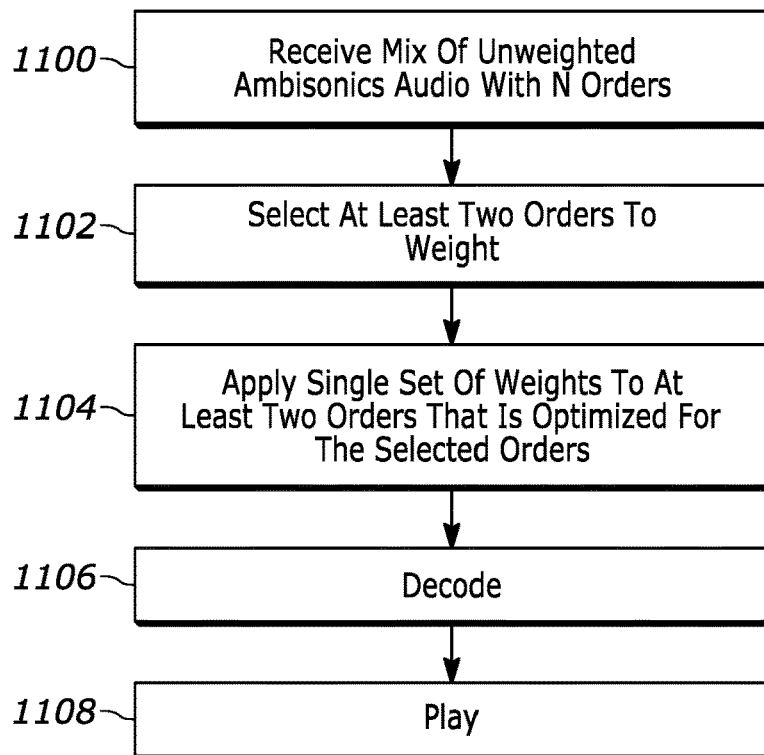 1100
Receive Mix Of Unweighted
Ambisonics Audio With N Orders
1102
Select At Least Two Orders To
Weight
1104
Apply Single Set Of Weights To At
Least Two Orders That Is Optimized For
The Selected Orders
1106
Decode
1108
Play